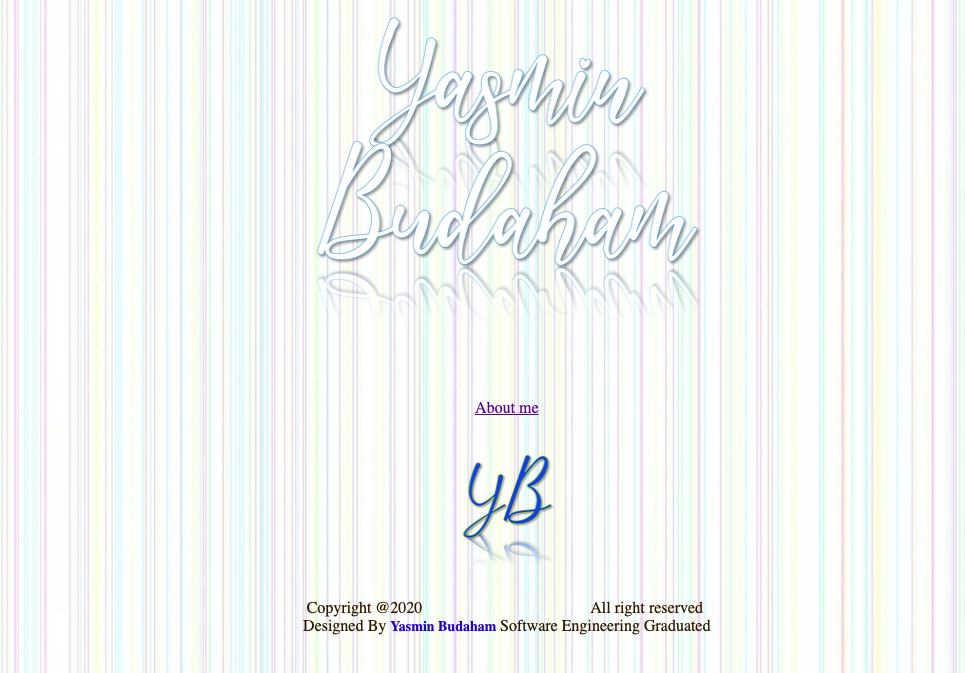 Yasmin
Budaham
About me
YB
Copyright @2020 All right reserved
Designed By Yasmin Budaham Software Engineering Graduated